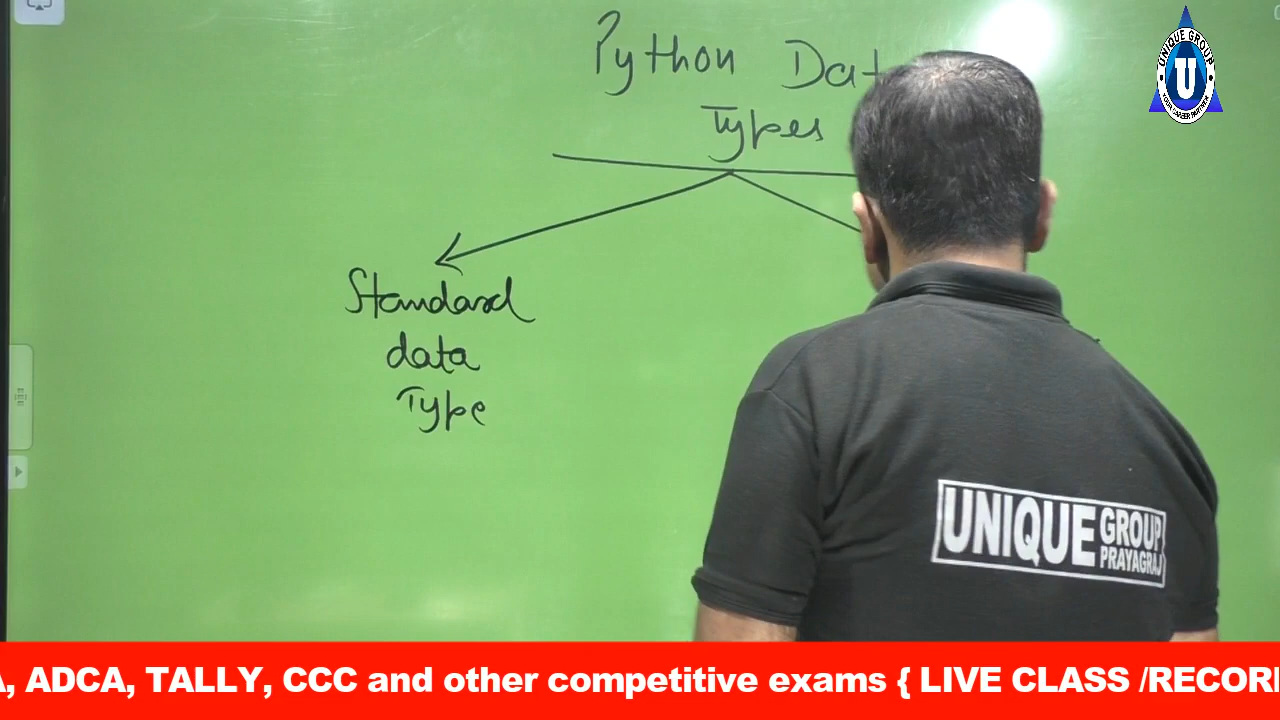 Python Dat
Types
Standard
data
Type
UNIQUE GROUP
U
UNIQUE GROUP
PRAYAGRAJ
A, ADCA, TALLY, CCC and other competitive exams { LIVE CLASS /RECOR